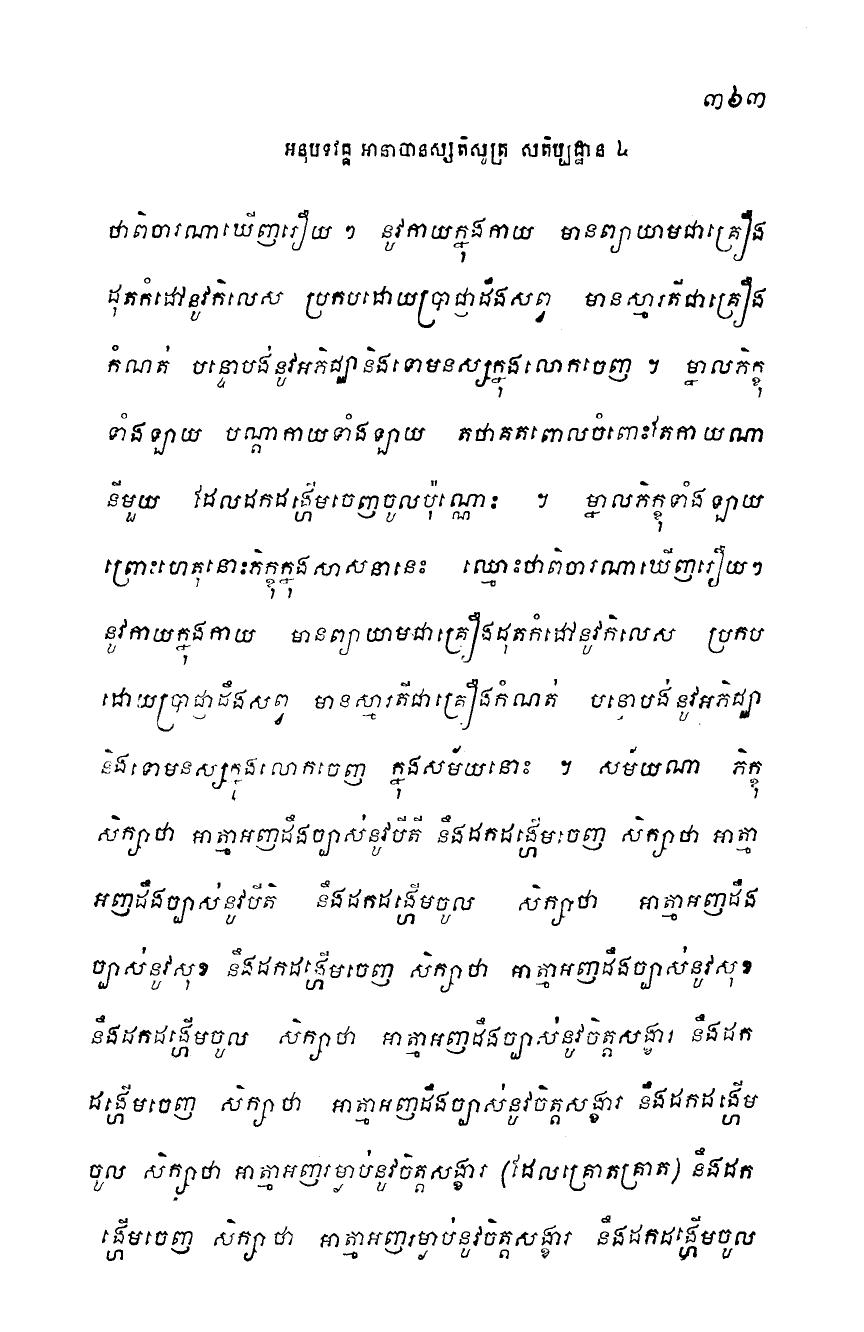 ៣៦៣
អនុបទវគ្គ អានាបានស្សតិសូត្រ សតិប្បដ្ឋាន ៤
ថាពិចារណាឃើញរឿយ ៗ នូវកាយក្នុងកាយ មានព្យាយាមជាគ្រឿង
ដុតកំដៅនូវកិលេស ប្រកបដោយប្រាជ្ញាដឹងសព្វ មានស្មារតីជាគ្រឿង
កំណត់ បន្ទោបង់នូវអភិជ្ឈានិងទោមនស្សក្នុងលោកចេញ ។ ម្នាលភិក្ខុ
ទាំងឡាយ បណ្តាកាយទាំងឡាយ តថាគតពោលចំពោះតែកាយណា
នីមួយ ដែលដកដង្ហើមចេញចូលប៉ុណ្ណោះ ។ ម្នាលភិក្ខុទាំងឡាយ
ព្រោះហេតុនោះភិក្ខុក្នុងសាសនានេះ ឈ្មោះថាពិចារណាឃើញរឿយៗ
នូវកាយក្នុងកាយ មានព្យាយាមជាគ្រឿងដុតកំដៅនូវកិលេស ប្រកប
ដោយប្រាជ្ញាដឹងសព្វ មានស្មារតីជាគ្រឿងកំណត់ បន្ទោបង់នូវអភិជ្ឈា
និងទោមនស្សក្នុងលោកចេញ ក្នុងសម័យនោះ ។ សម័យណា ភិក្ខុ
សិក្សាថា អាត្មាអញដឹងច្បាស់នូវបីតី នឹងដកដង្ហើមចេញ សិក្សាថា អាត្មា
អញដឹងច្បាស់នូវបីតិ នឹងដកដង្ហើមចូល សិក្សាថា អាត្មាអញដឹង
ច្បាស់នូវសុខ នឹងដកដង្ហើមចេញ សិក្សាថា អាត្មាអញដឹងច្បាស់នូវសុខ
នឹងដកដង្ហើមចូល សិក្សាថា អាត្មាអញដឹងច្បាស់នូវចិត្តសង្ខារ នឹងដក
ដង្ហើមចេញ សិក្សាថា អាត្មាអញដឹងច្បាស់នូវចិត្តសង្ខារ នឹងដកដង្ហើម
ចូល សិក្សាថា អាត្មាអញរម្ងាប់នូវចិត្តសង្ខារ (ដែលគ្រោតគ្រាត) នឹងដក
ដង្ហើមចេញ សិក្សាថា អាត្មាអញរម្ងាប់នូវចិត្តសង្ខារ នឹងដកដង្ហើមចូល